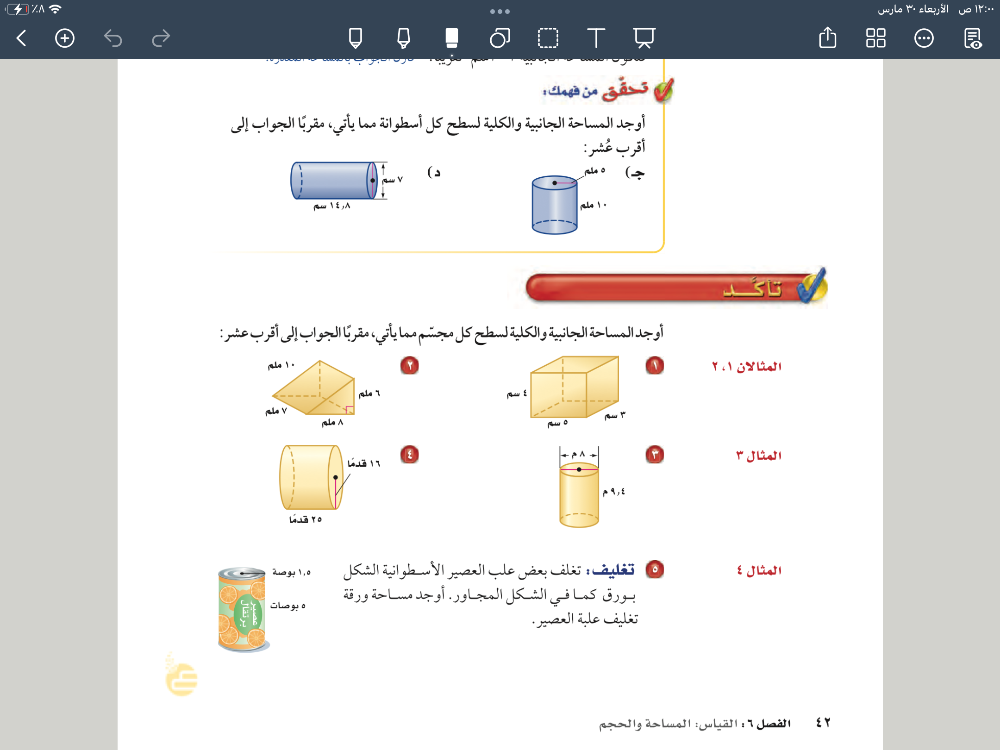 ١٢:٠٠ ص الأربعاء ٣٠ مارس
٨٪
تحقّق من فهمك:
أوجد المساحة الجانبية والكلية لسطح كل أسطوانة مما يأتي، مقربًا الجواب إلى
أقرب عُشر:
جـ)
٥ ملم
١٠ ملم
د)
٧ سم
١٤,٨ سم
تأكَّد
أوجد المساحة الجانبية والكلية لسطح كل مجسّم مما يأتي، مقربًا الجواب إلى أقرب عشر:
المثالان ١، ٢
١
٤ سم
٣ سم
٥ سم
٢
١٠ ملم
٦ ملم
٧ ملم
٨ ملم
المثال ٣
٣
٨ م
٩,٤ م
٤
١٦ قدمًا
٢٥ قدمًا
المثال ٤
٥
تغليف: تغلف بعض علب العصير الأسطوانية الشكل
بورق كما في الشكل المجاور. أوجد مساحة ورقة
تغليف علبة العصير.
١,٥ بوصة
٥ بوصات
عصير
برتقال
٤٢ الفصل ٦: القياس: المساحة والحجم